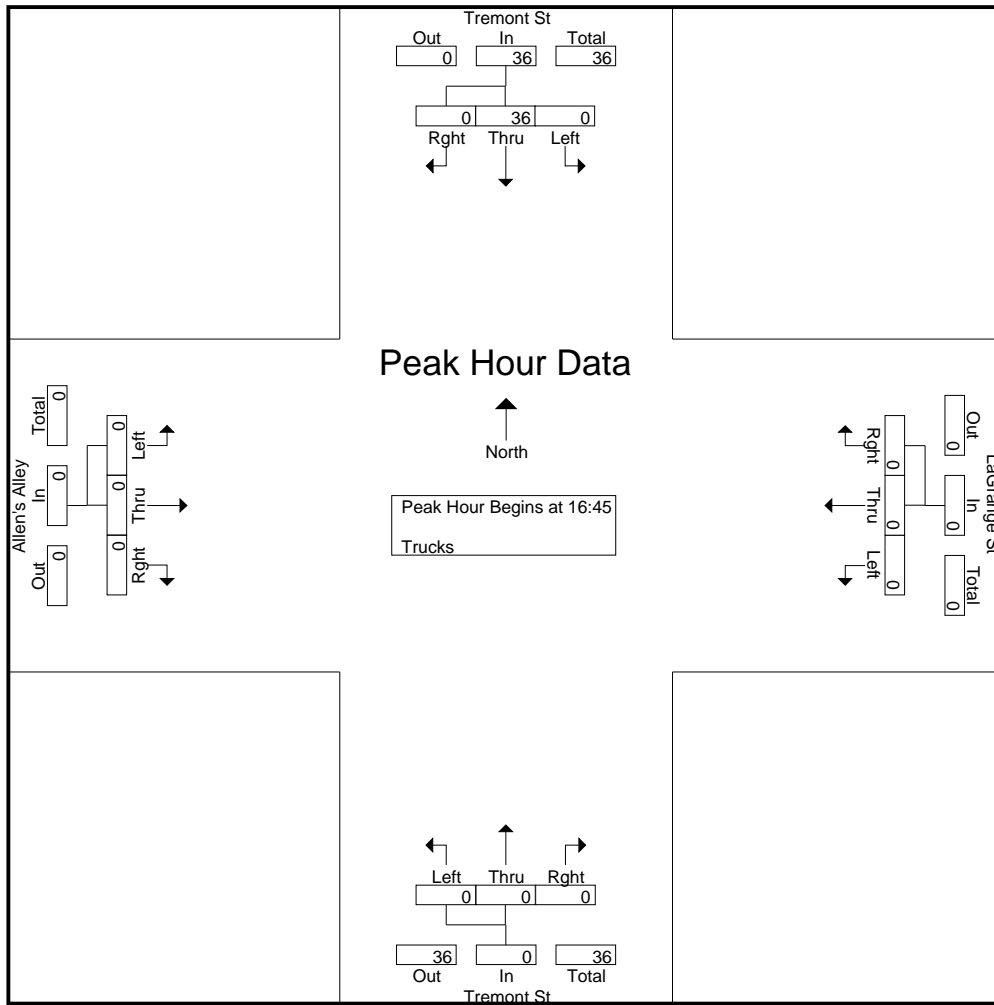 Tremont St
Out In Total
0 36 36
0 36 0
Rght Thru Left
Peak Hour Data
North
Peak Hour Begins at 16:45
Trucks
Allen's Alley
Total In Out
0 0 0
0 0 0
Left Thru Rght
LaGrange St
Out In Total
0 0 0
0 0 0
Rght Thru Left
Left Thru Rght
0 0 0
36 0 36
Out In Total
Tremont St